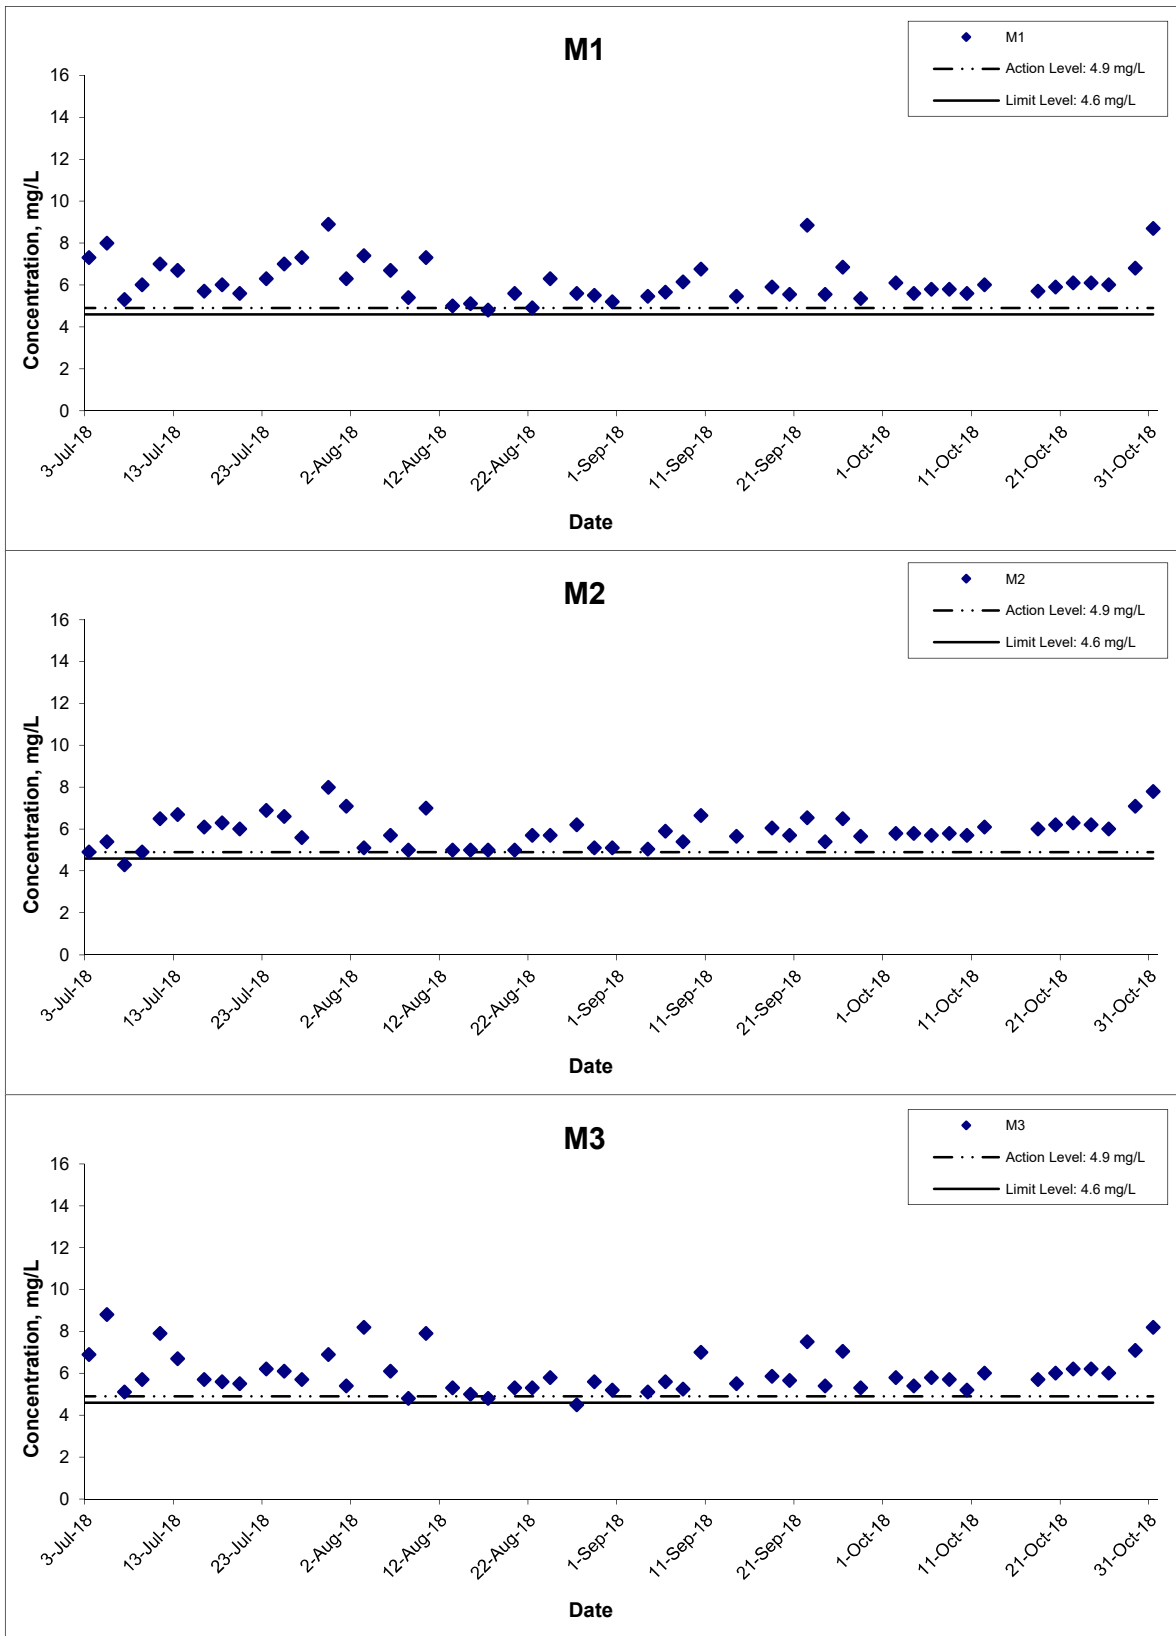 M1
M1
Action Level: 4.9 mg/L
Limit Level: 4.6 mg/L
Concentration, mg/L
16
14
12
10
8
6
4
2
0
3-Jul-18
13-Jul-18
23-Jul-18
2-Aug-18
12-Aug-18
22-Aug-18
1-Sep-18
11-Sep-18
21-Sep-18
1-Oct-18
11-Oct-18
21-Oct-18
31-Oct-18
Date
M2
M2
Action Level: 4.9 mg/L
Limit Level: 4.6 mg/L
Concentration, mg/L
16
14
12
10
8
6
4
2
0
3-Jul-18
13-Jul-18
23-Jul-18
2-Aug-18
12-Aug-18
22-Aug-18
1-Sep-18
11-Sep-18
21-Sep-18
1-Oct-18
11-Oct-18
21-Oct-18
31-Oct-18
Date
M3
M3
Action Level: 4.9 mg/L
Limit Level: 4.6 mg/L
Concentration, mg/L
16
14
12
10
8
6
4
2
0
3-Jul-18
13-Jul-18
23-Jul-18
2-Aug-18
12-Aug-18
22-Aug-18
1-Sep-18
11-Sep-18
21-Sep-18
1-Oct-18
11-Oct-18
21-Oct-18
31-Oct-18
Date